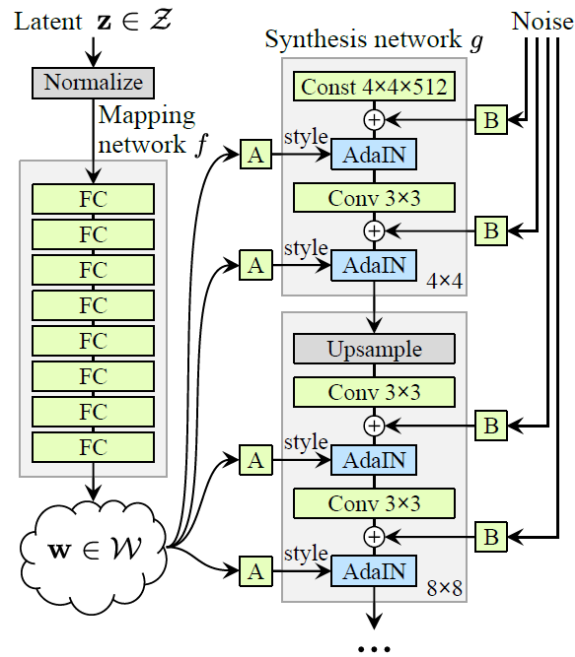 Latent z ∈ Z
Normalize
Mapping
network f
FC
FC
FC
FC
FC
FC
FC
FC
w ∈ W
Synthesis network g
Noise
Const 4×4×512
B
A
style
AdaIN
Conv 3×3
B
A
style
AdaIN
4×4
Upsample
Conv 3×3
B
A
style
AdaIN
Conv 3×3
B
A
style
AdaIN
8×8
...